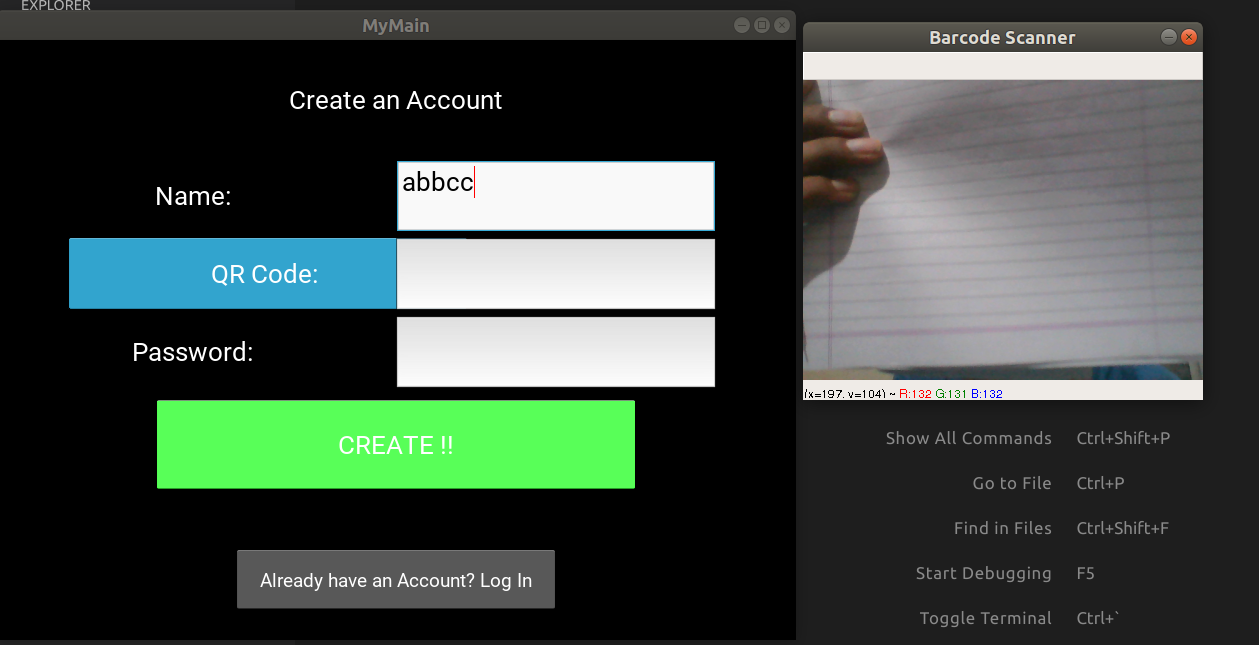 EXPLORER
MyMain
Create an Account
Name:
abbcc
QR Code:
Password:
CREATE !!
Already have an Account? Log In
Barcode Scanner
(x=197, y=104) ~ R:132 G:131 B:132
Show All Commands Ctrl+Shift+P
Go to File Ctrl+P
Find in Files Ctrl+Shift+F
Start Debugging F5
Toggle Terminal Ctrl+`